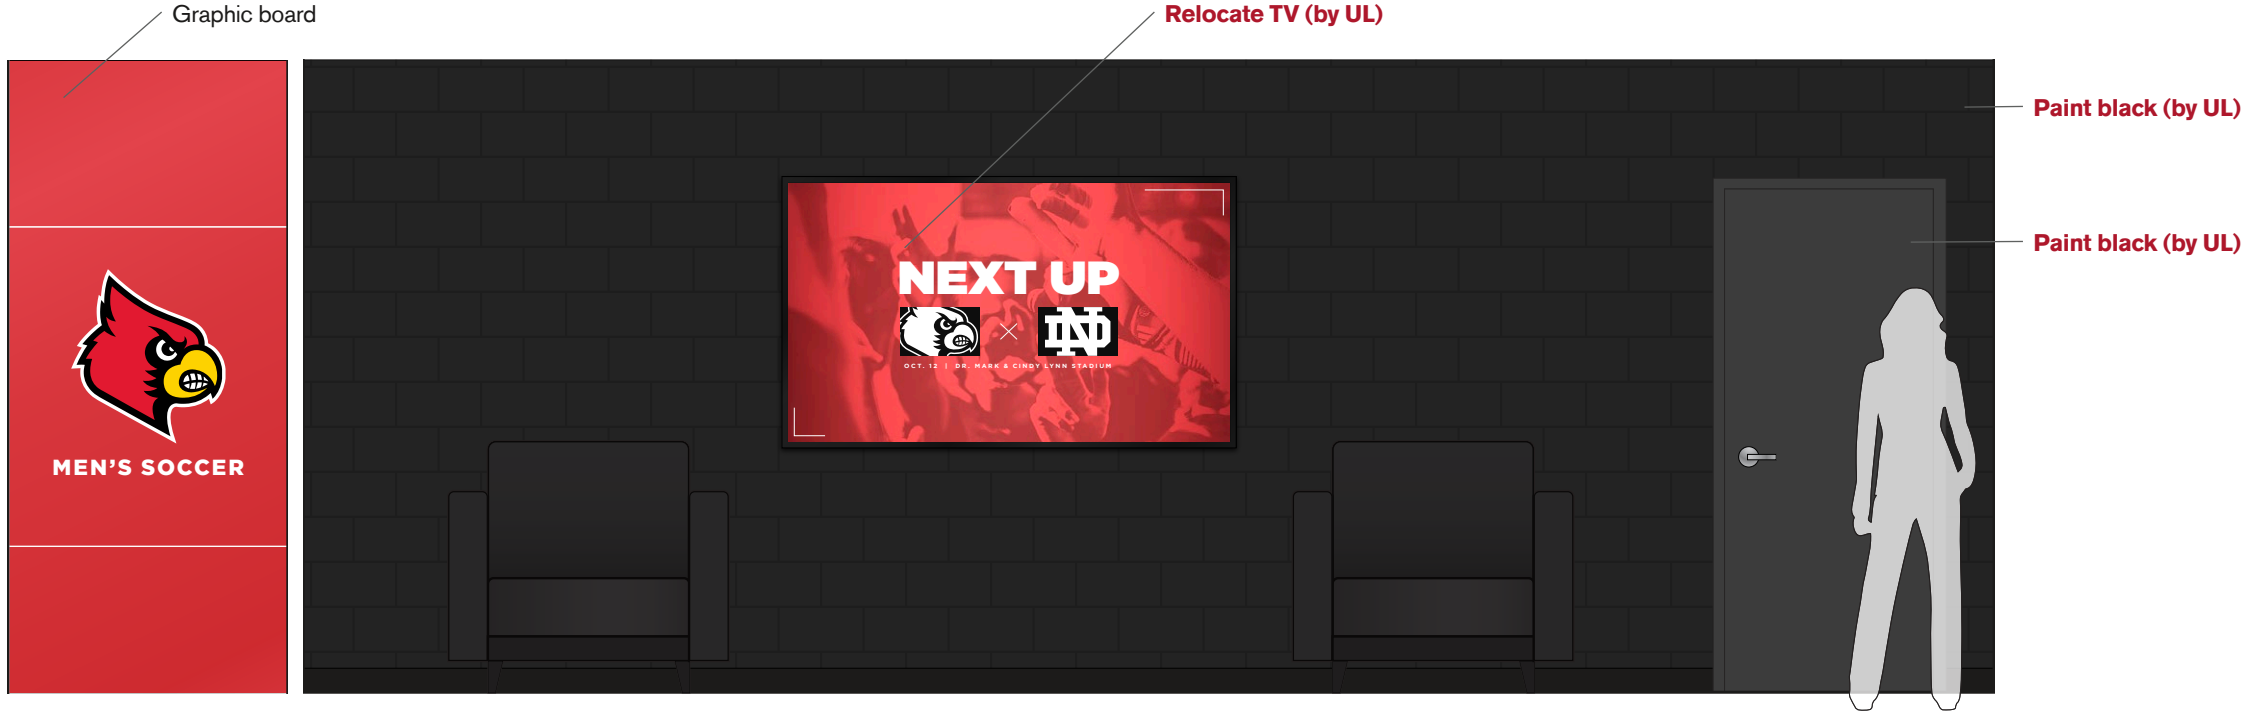 Graphic board
Relocate TV (by UL)
Paint black (by UL)
Paint black (by UL)
NEXT UP
ND
OCT. 12 | DR. MARK & CINDY LYNN STADIUM
MEN'S SOCCER